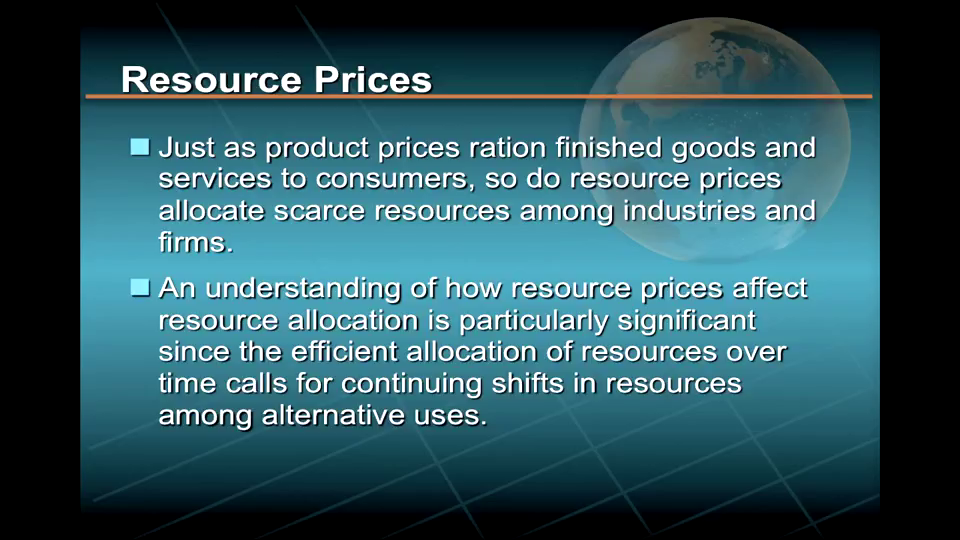 Resource Prices
Just as product prices ration finished goods and
services to consumers, so do resource prices
allocate scarce resources among industries and
firms.
An understanding of how resource prices affect
resource allocation is particularly significant
since the efficient allocation of resources over
time calls for continuing shifts in resources
among alternative uses.